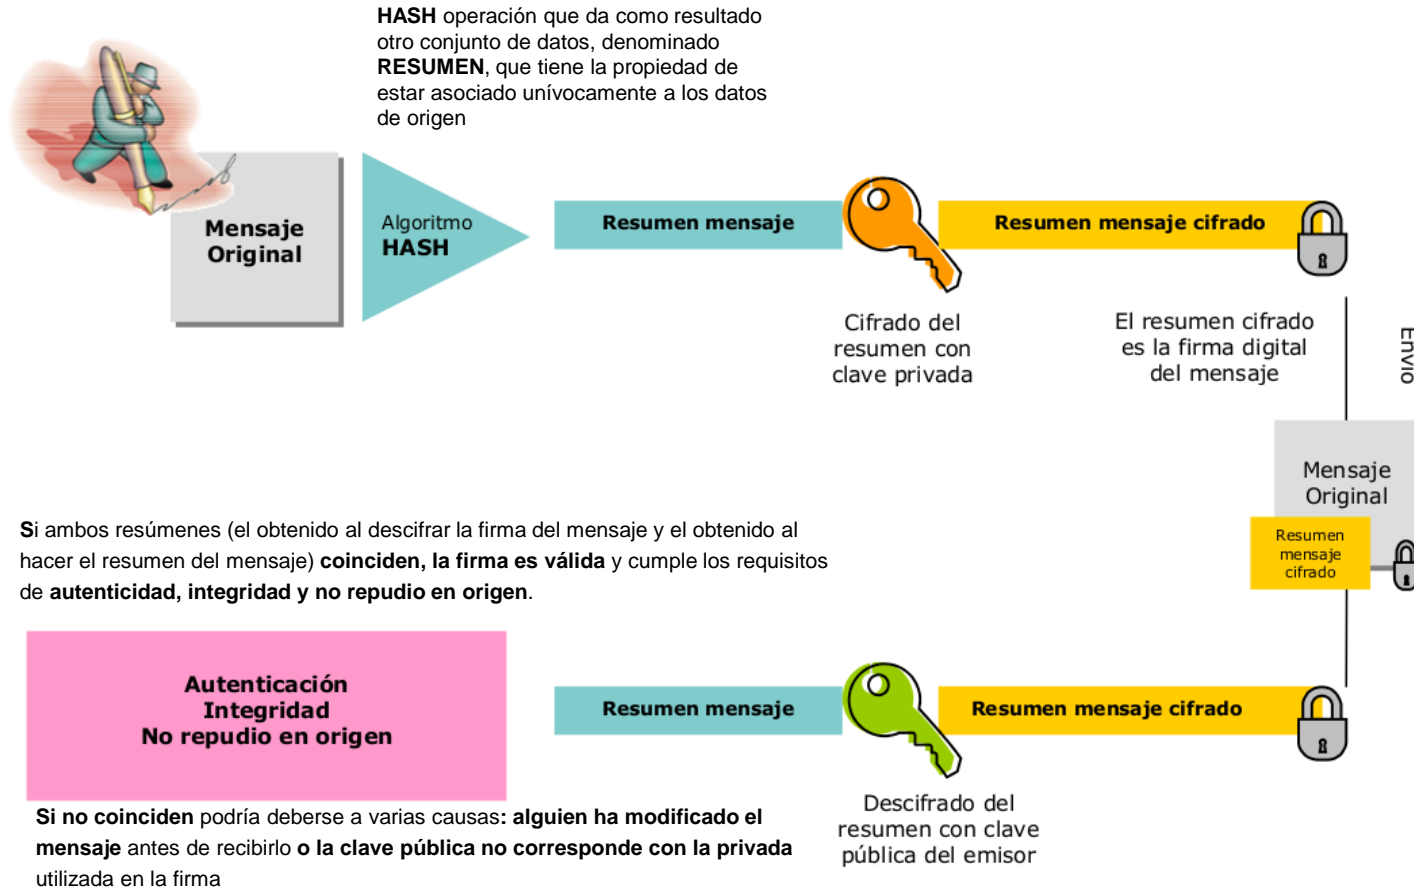 HASH operación que da como resultado
otro conjunto de datos, denominado
RESUMEN, que tiene la propiedad de
estar asociado unívocamente a los datos
de origen
Mensaje
Original
Algoritmo
HASH
Resumen mensaje
Resumen mensaje cifrado
Cifrado del
resumen con
clave privada
El resumen cifrado
es la firma digital
del mensaje
Envío
Mensaje
Original
Resumen
mensaje
cifrado
Si ambos resúmenes (el obtenido al descifrar la firma del mensaje y el obtenido al
hacer el resumen del mensaje) coinciden, la firma es válida y cumple los requisitos
de autenticidad, integridad y no repudio en origen.
Autenticación
Integridad
No repudio en origen
Resumen mensaje
Resumen mensaje cifrado
Descifrado del
resumen con clave
pública del emisor
Si no coinciden podría deberse a varias causas: alguien ha modificado el
mensaje antes de recibirlo o la clave pública no corresponde con la privada
utilizada en la firma